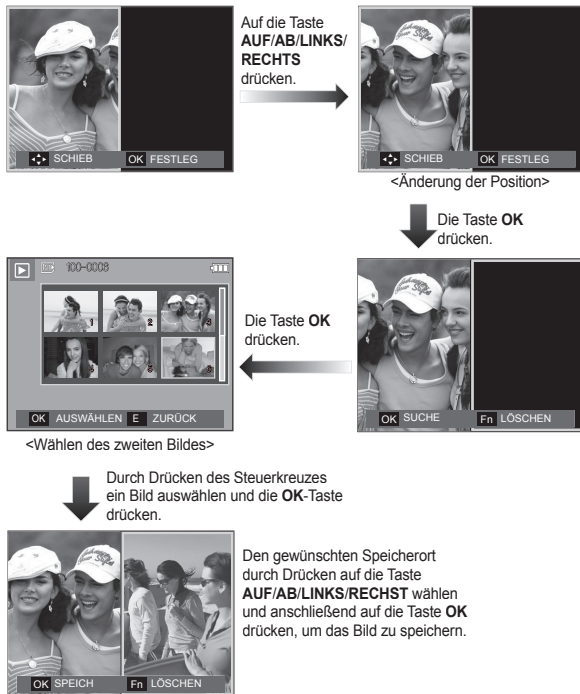 Auf die Taste
AUF/AB/LINKS/
RECHTS
drücken.
SCHIEB OK FESTLEG
SCHIEB OK FESTLEG
<Änderung der Position>
Die Taste OK
drücken.
100-0008
1 2 3
OK AUSWÄHLEN E ZURÜCK
<Wählen des zweiten Bildes>
Die Taste OK
drücken.
OK SUCHE Fn LÖSCHEN
Durch Drücken des Steuerkreuzes
ein Bild auswählen und die OK-Taste
drücken.
OK SPEICH Fn LÖSCHEN
Den gewünschten Speicherort
durch Drücken auf die Taste
AUF/AB/LINKS/RECHST wählen
und anschließend auf die Taste OK
drücken, um das Bild zu speichern.